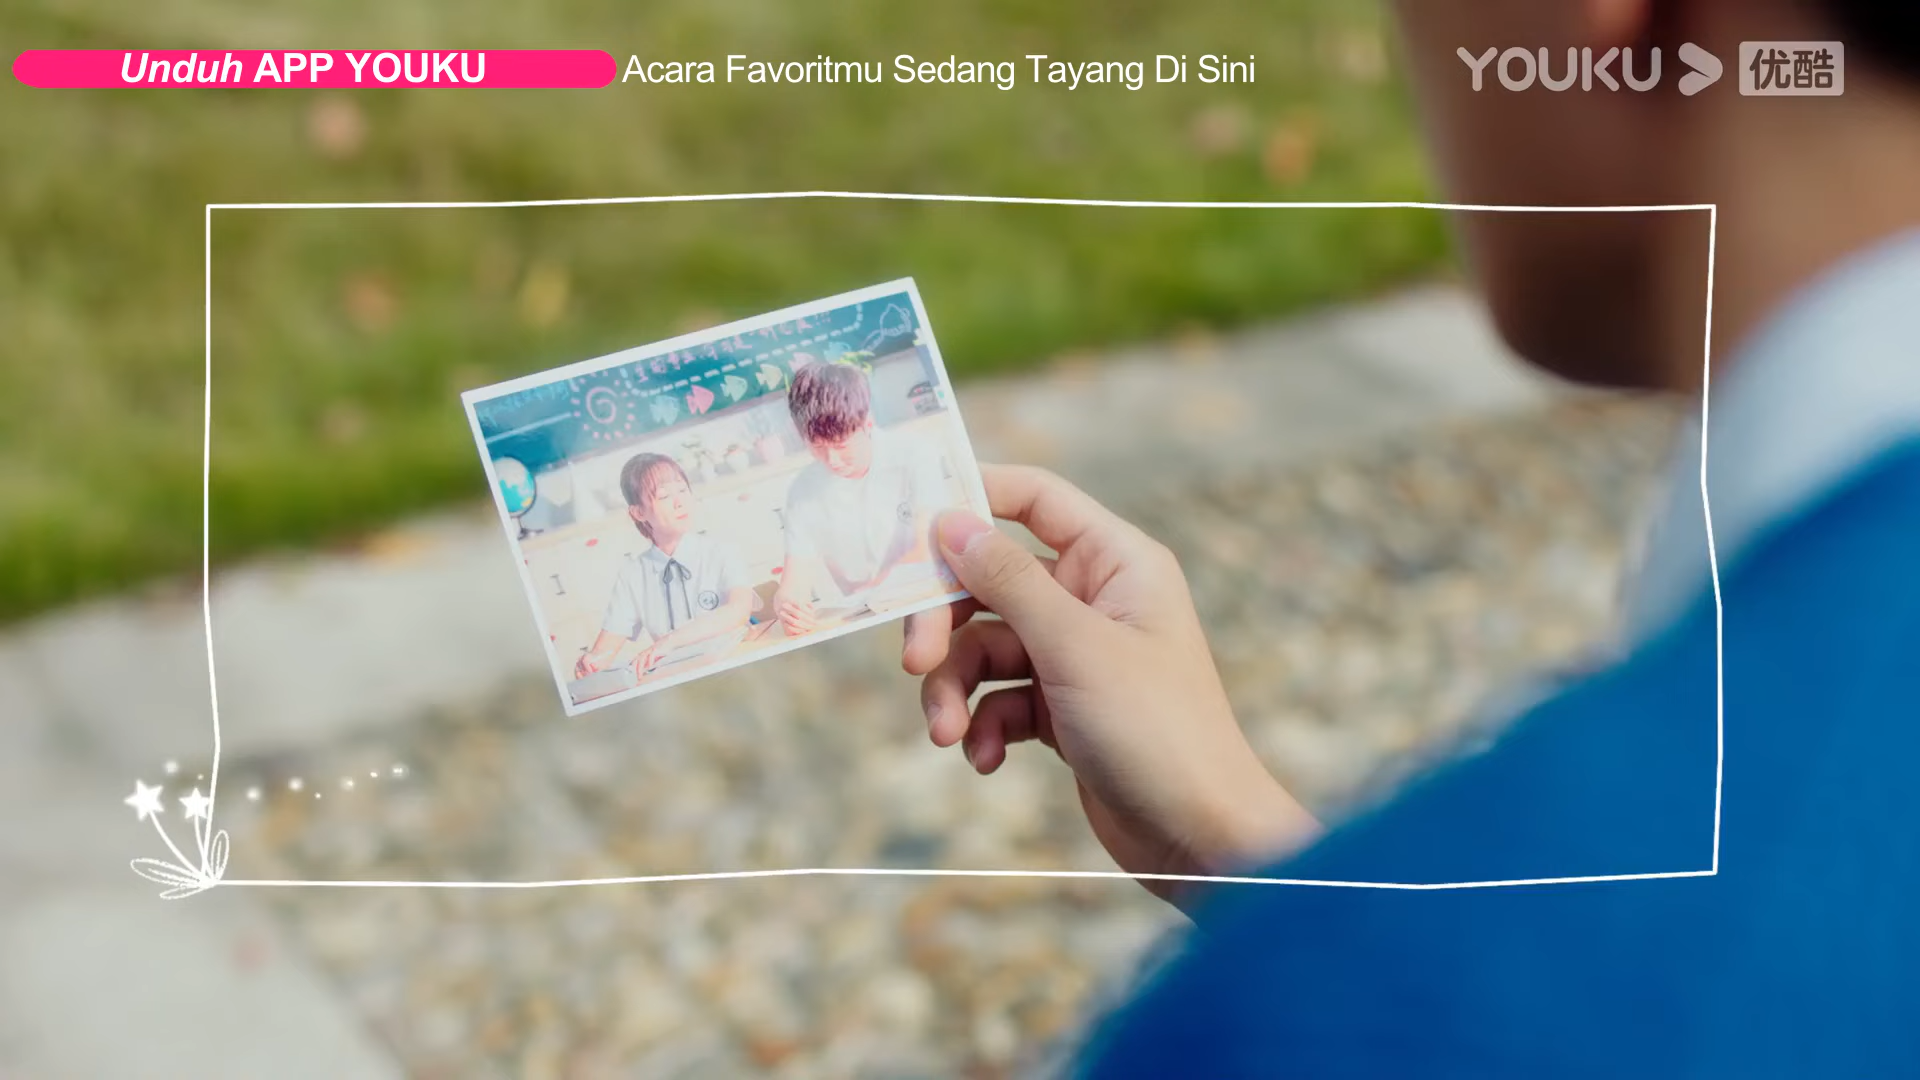 Unduh APP YOUKU Acara Favoritmu Sedang Tayang Di Sini
YOUKU 优酷